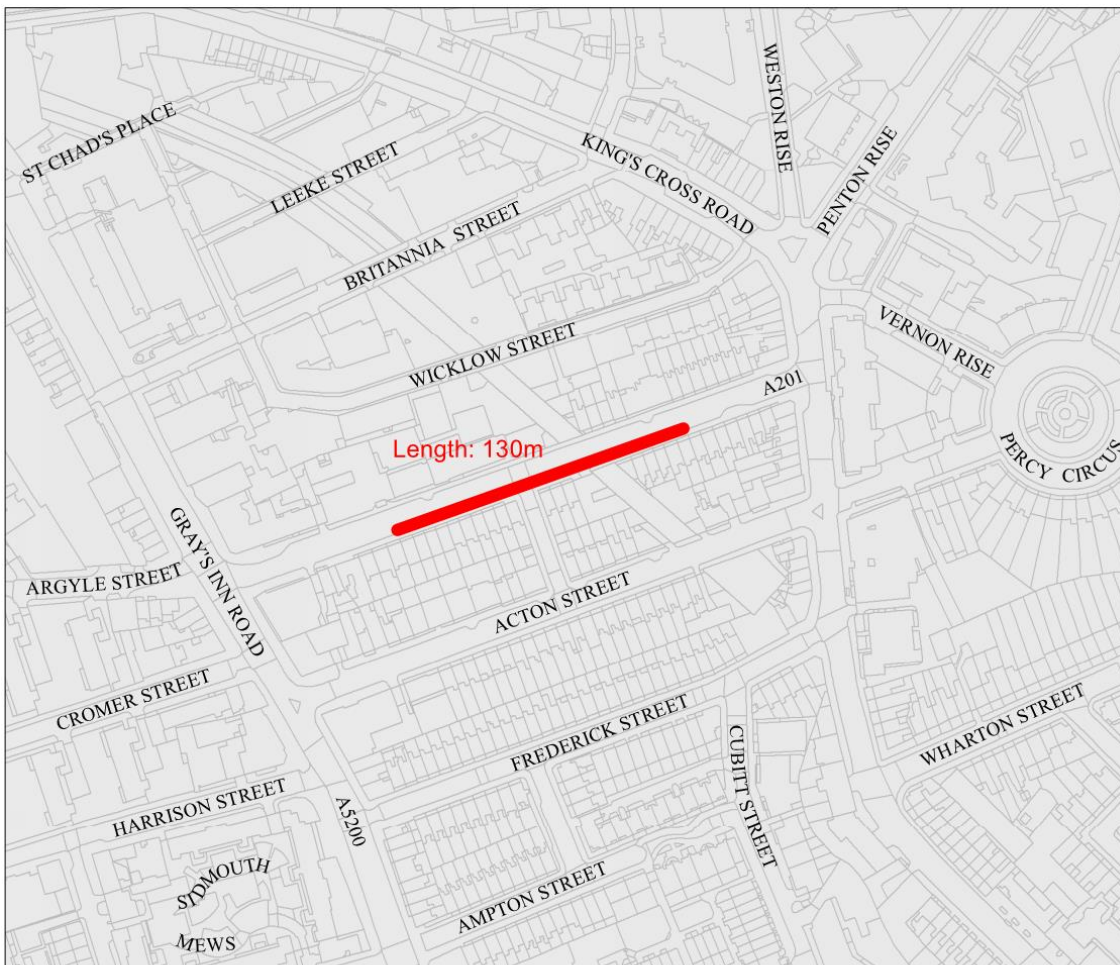 WESTON RISE
ST CHAD'S PLACE
LEEKE STREET
KING'S CROSS ROAD
PENTON RISE
BRITANNIA STREET
VERNON RISE
WICKLOW STREET
A201
Length: 130m
PERCY CIRCUS
GRAY'S INN ROAD
ARGYLE STREET
ACTON STREET
CROMER STREET
FREDERICK STREET
WHARTON STREET
CUBITT STREET
HARRISON STREET
A5200
SIDMOUTH
MEWS
AMPTON STREET